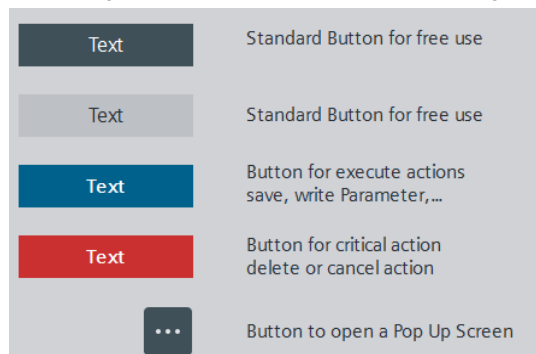 Text
Standard Button for free use
Text
Standard Button for free use
Text
Button for execute actions
save, write Parameter,...
Text
Button for critical action
delete or cancel action
Button to open a Pop Up Screen